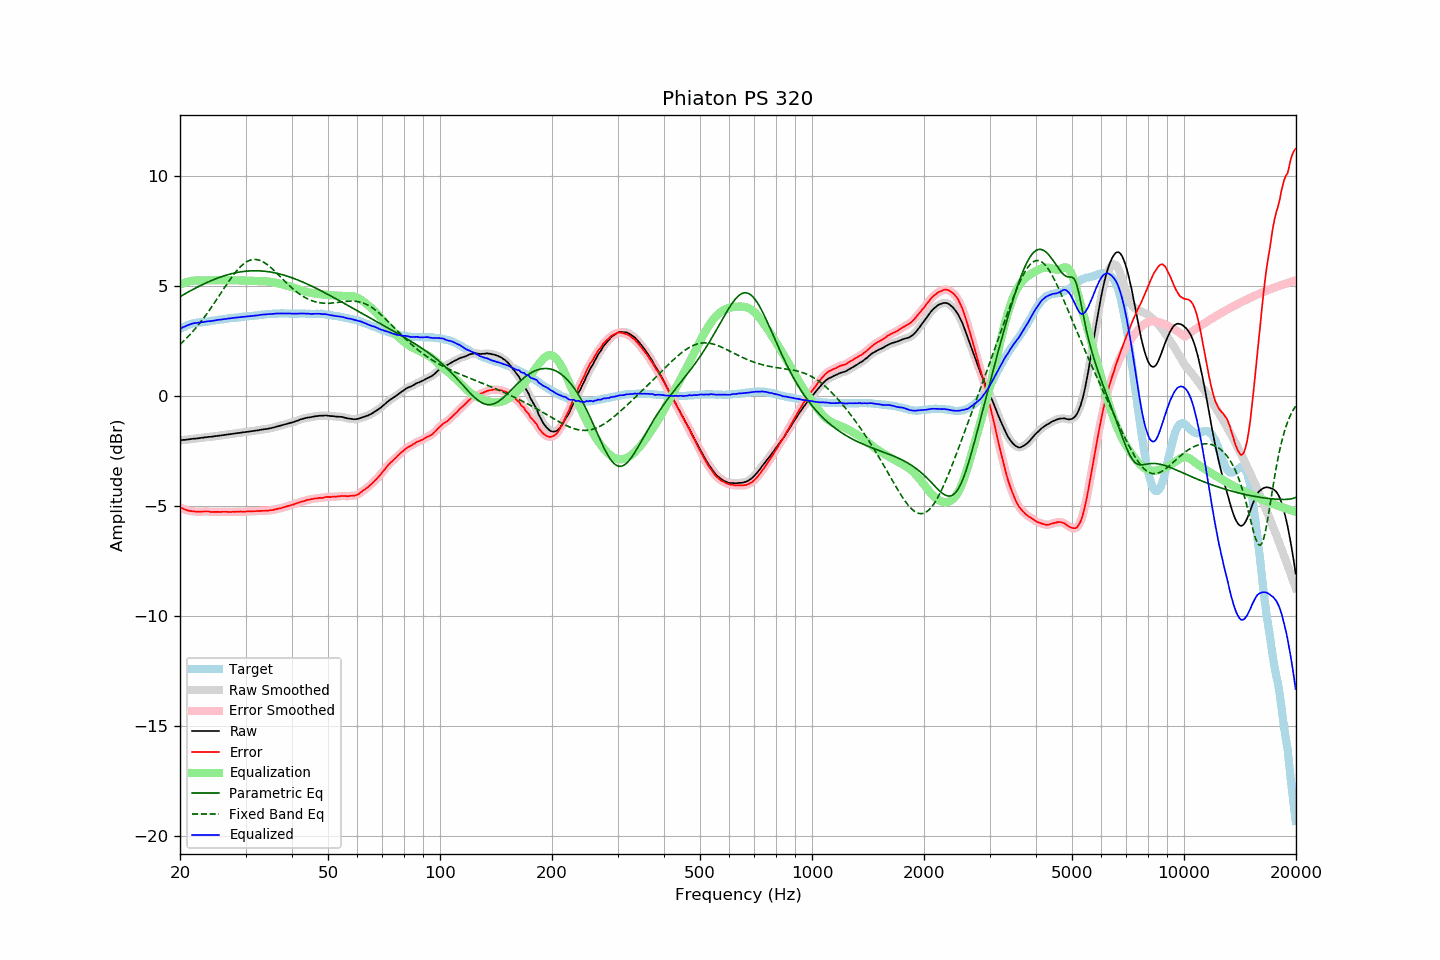 Phiaton PS 320
Amplitude (dBr)
10
5
0
−5
−10
−15
−20
Target
Raw Smoothed
Error Smoothed
Raw
Error
Equalization
Parametric Eq
Fixed Band Eq
Equalized
20 50 100 200 500 1000 2000 5000 10000 20000
Frequency (Hz)